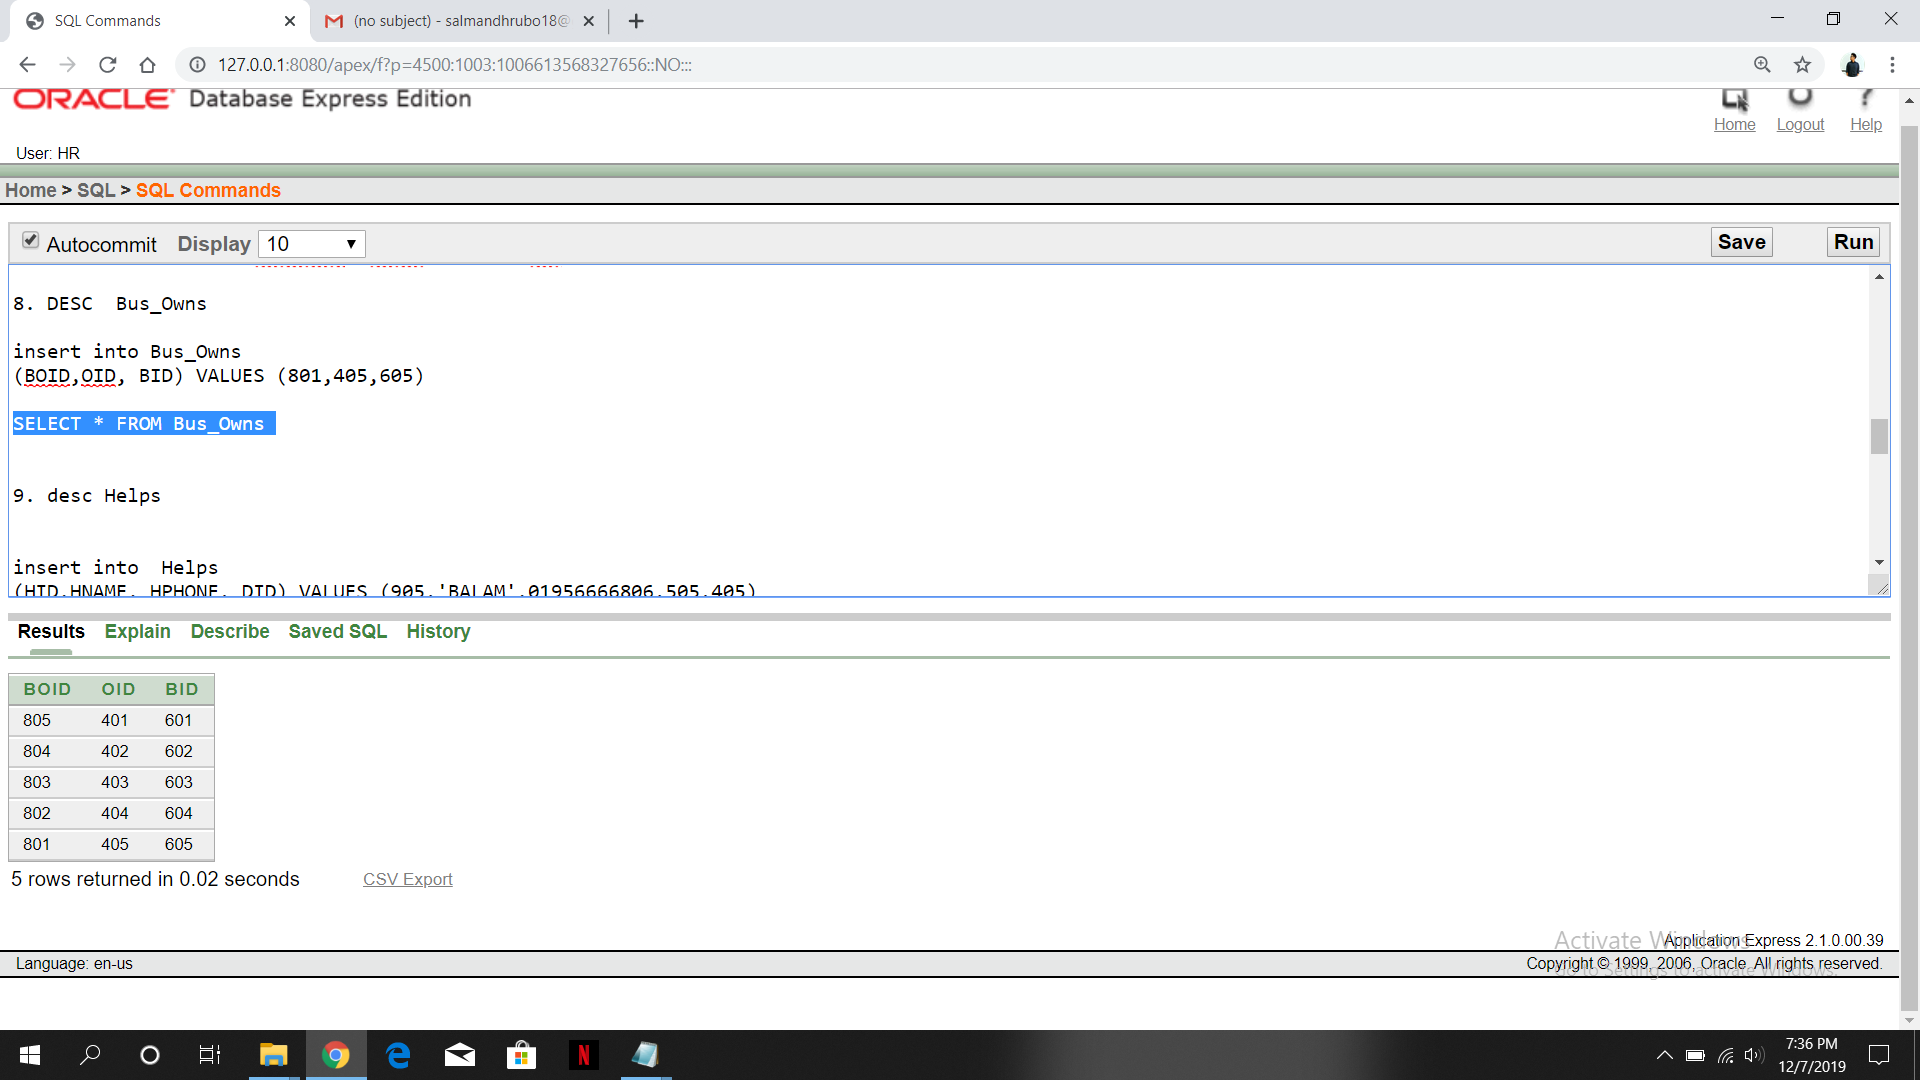 SQL Commands
(no subject) - salmandhrubo18@
127.0.0.1:8080/apex/f?p=4500:1003:1006613568327656::NO:::
ORACLE Database Express Edition
Home Logout Help
User: HR
Home > SQL > SQL Commands
Autocommit Display 10 Save Run
8. DESC  Bus_Owns
insert into Bus_Owns
(BOID,OID, BID) VALUES (801,405,605)
SELECT * FROM Bus_Owns
9. desc Helps
insert into  Helps
(HID,HNAME, HPHONE, DID) VALUES (905,'BALAM',01956666806,505,405)
Results Explain Describe Saved SQL History
BOID OID BID
805 401 601
804 402 602
803 403 603
802 404 604
801 405 605
5 rows returned in 0.02 seconds CSV Export
Activate Windows
Application Express 2.1.0.00.39
Language: en-us
Copyright © 1999, 2006, Oracle. All rights reserved.
Go to Settings to activate Windows.
7:36 PM
12/7/2019